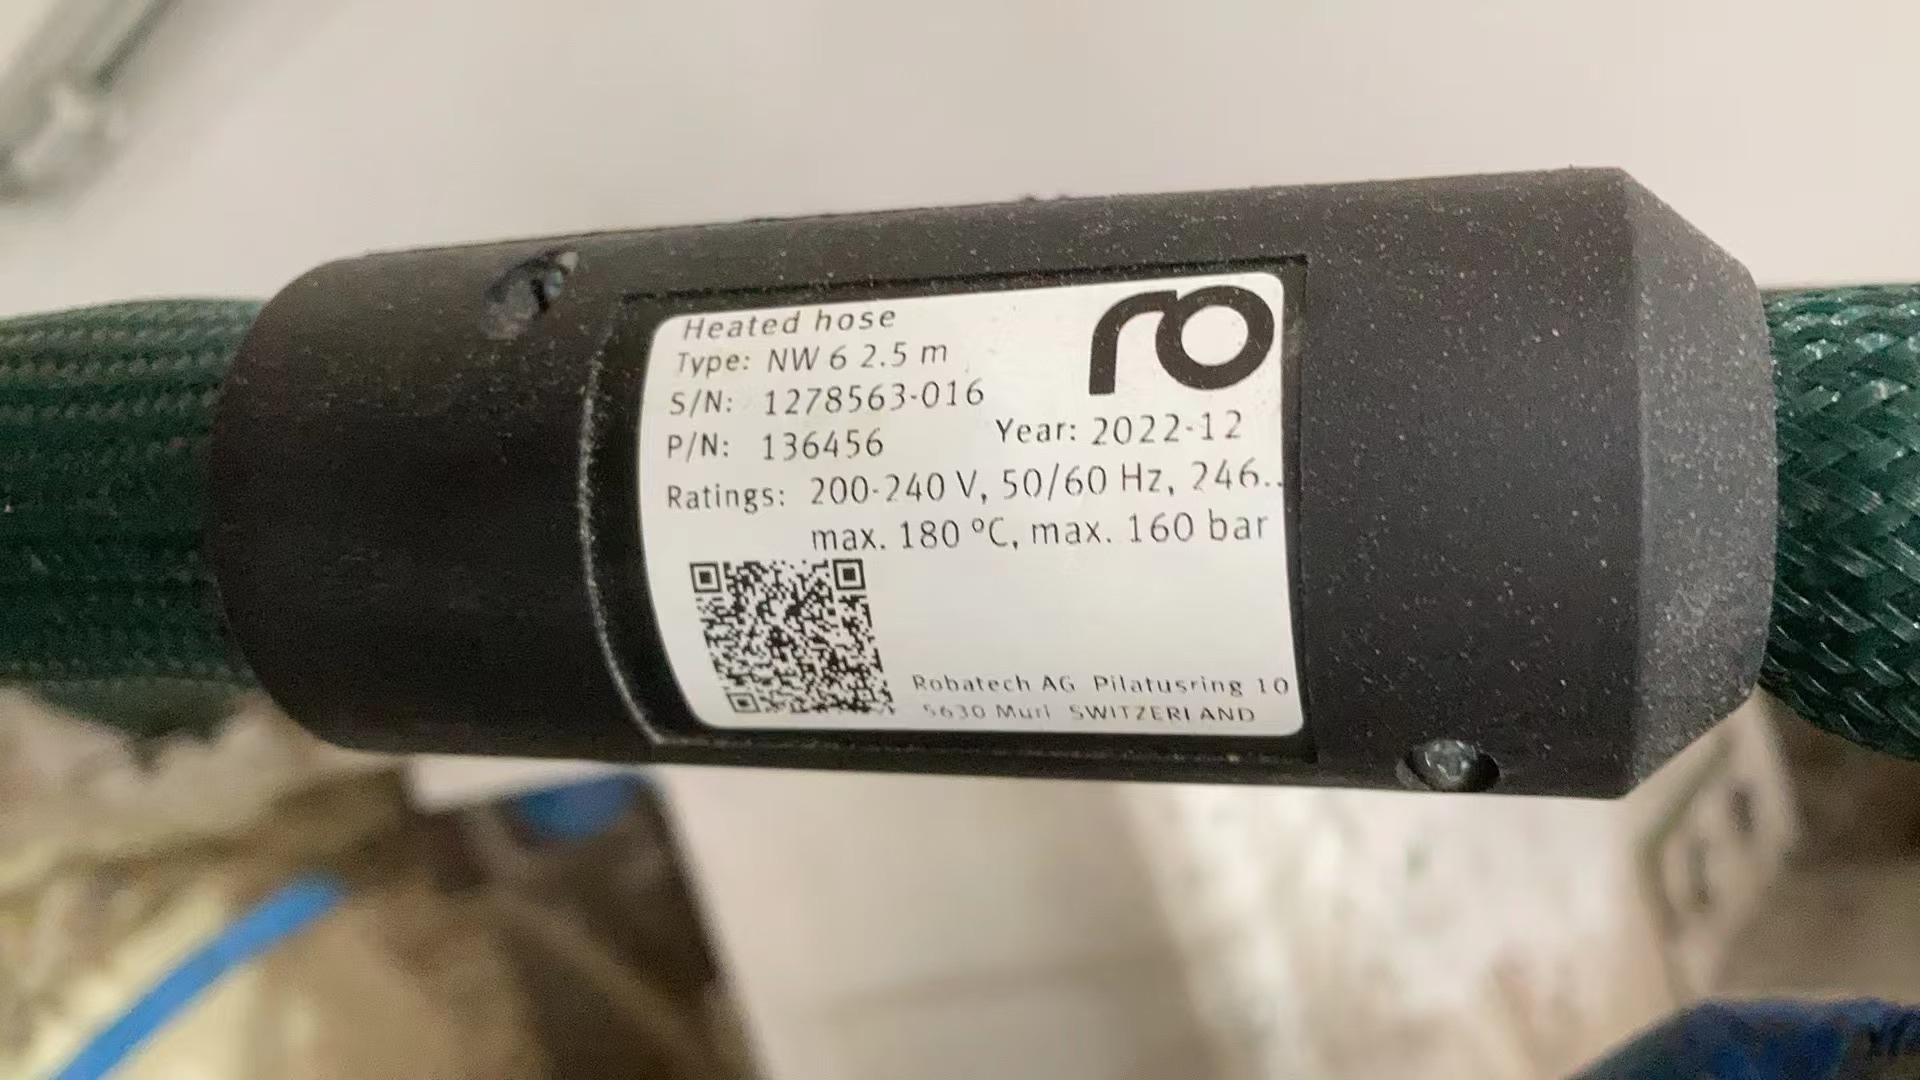 Heated hose
ro
Type: NW 6 2.5 m
S/N: 1278563-016
P/N: 136456
Year: 2022-12
Ratings: 200-240 V, 50/60 Hz, 246..
max. 180 ºC, max. 160 bar
Robatech AG Pilatusring 10
5630 Muri SWITZERLAND